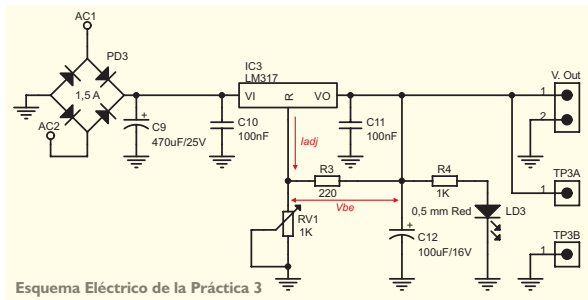 AC1
PD3
1,5 A
AC2
C9
470uF/25V
C10
100nF
IC3
LM317
VI
R
VO
C11
100nF
Iadj
R3
220
Vbe
RV1
1K
C12
100uF/16V
R4
1K
0,5 mm Red
LD3
V. Out
1
2
TP3A
1
TP3B
1
Esquema Eléctrico de la Práctica 3